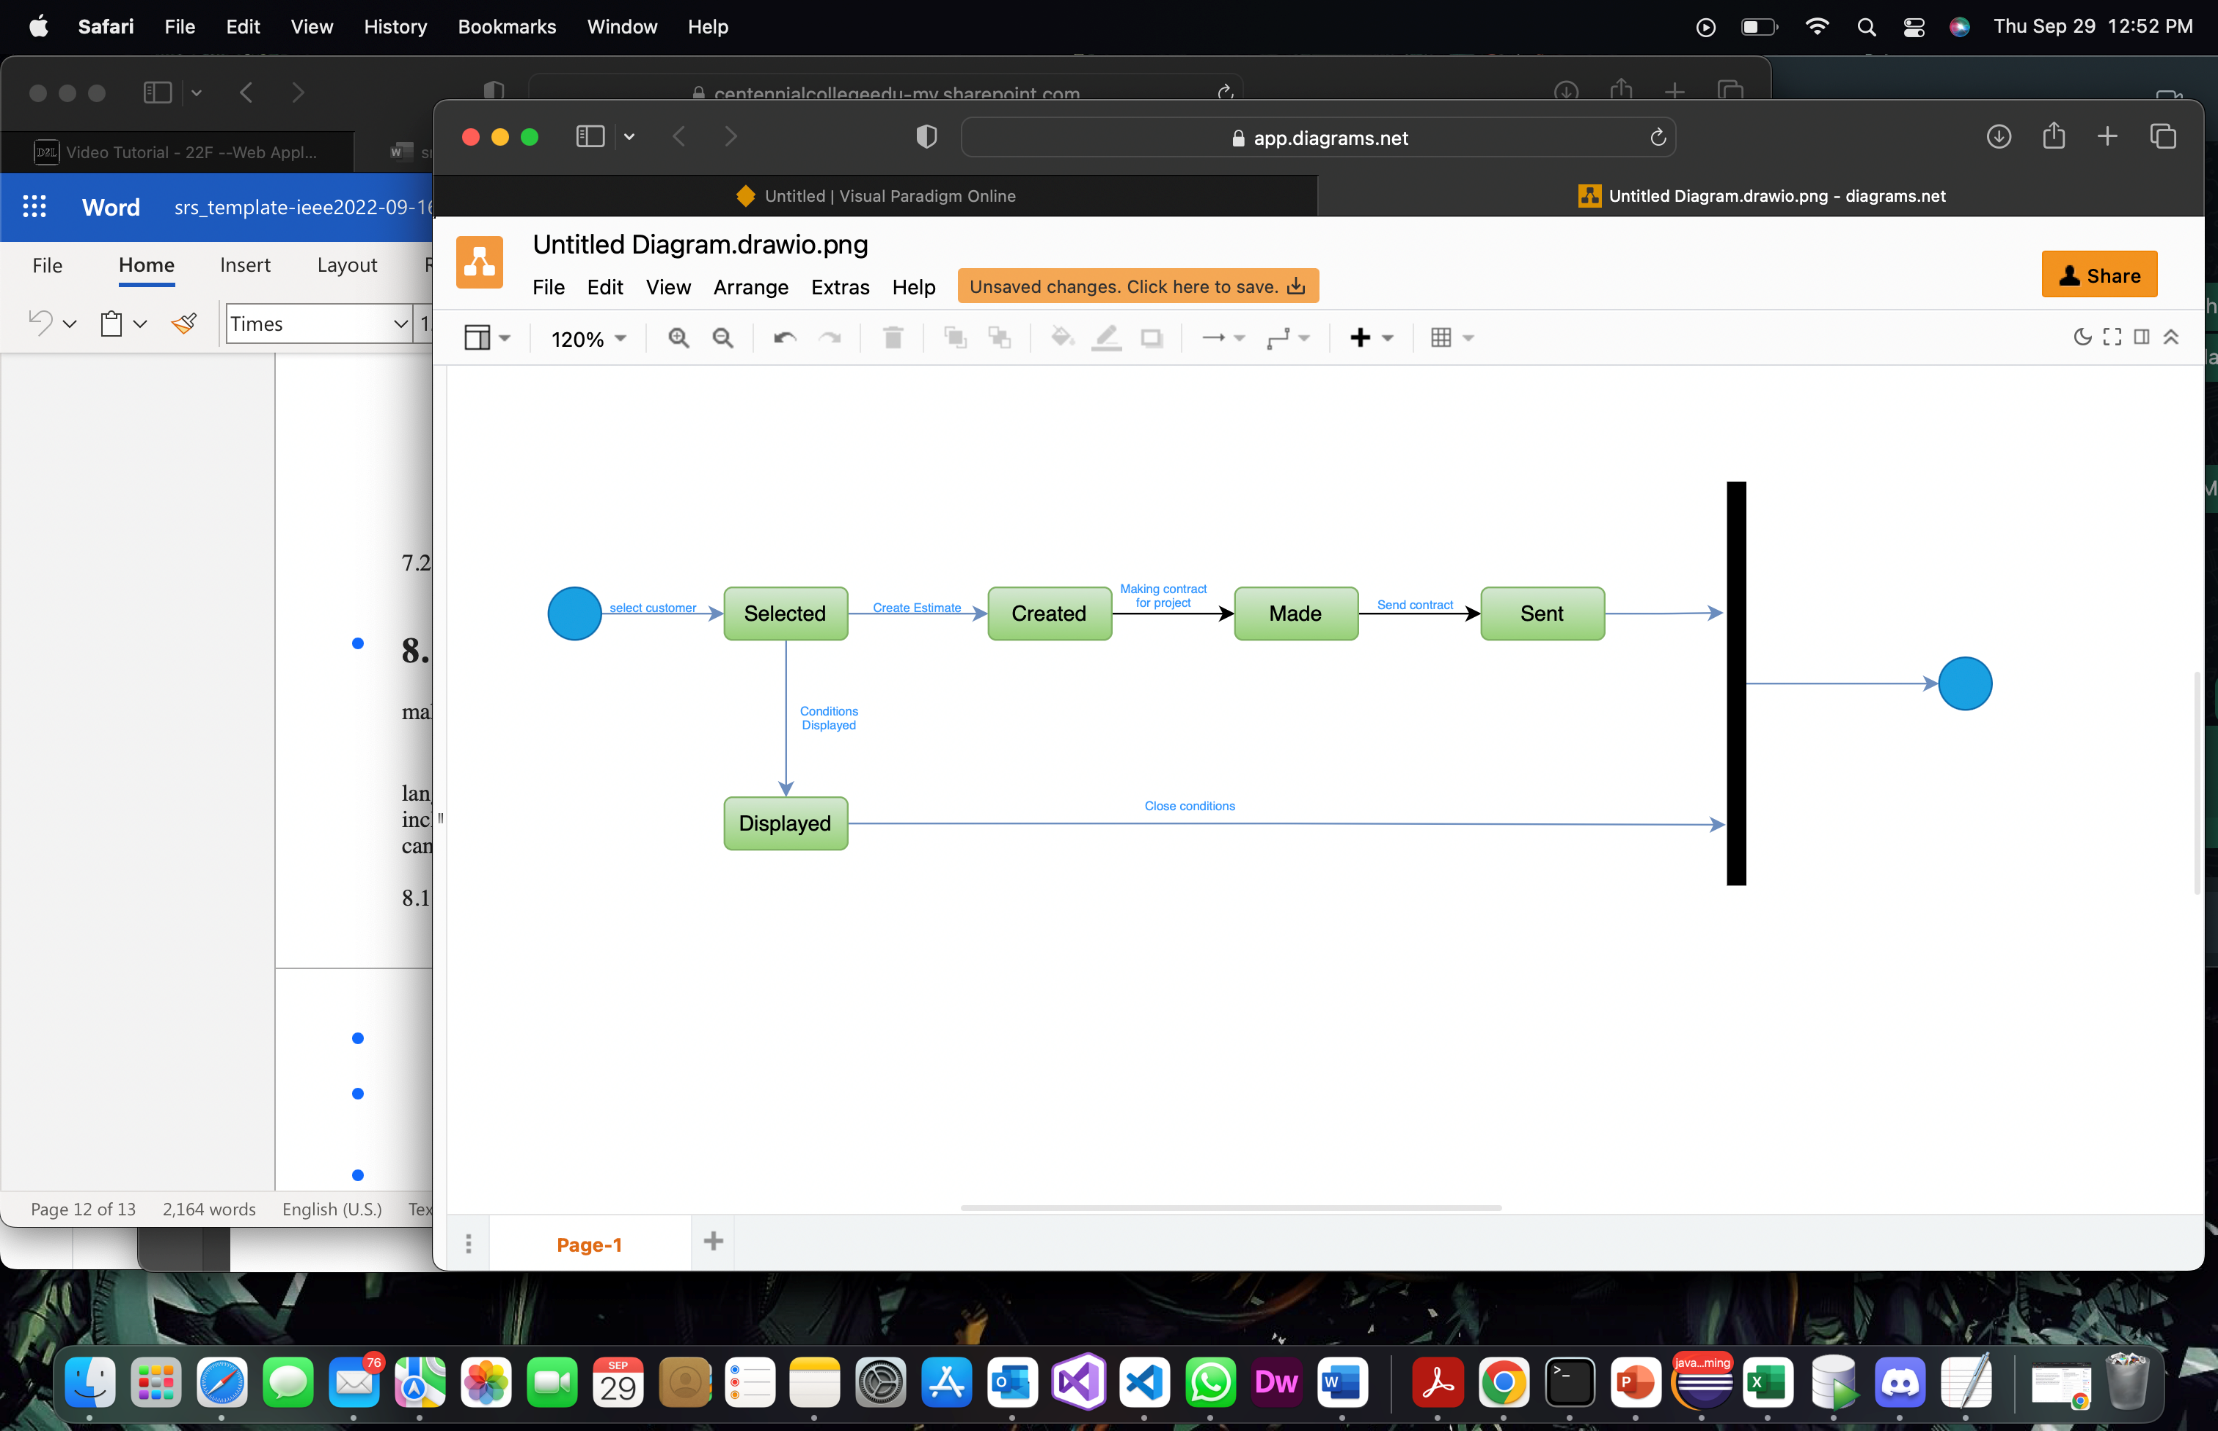 Safari File Edit View History Bookmarks Window Help
Thu Sep 29 12:52 PM
centennialcollegeedu-my.sharepoint.com
D2L Video Tutorial - 22F --Web Appl...
app.diagrams.net
Untitled | Visual Paradigm Online
Untitled Diagram.drawio.png - diagrams.net
Word srs_template-ieee2022-09-16
File Home Insert Layout
Times
Untitled Diagram.drawio.png
File Edit View Arrange Extras Help
Unsaved changes. Click here to save.
Share
120%
7.2
8.
8.1
select customer
Selected
Create Estimate
Created
Making contract
for project
Made
Send contract
Sent
Conditions
Displayed
Displayed
Close conditions
Page 12 of 13 2,164 words English (U.S.)
Page-1
76
SEP
29
Dw
java...ming